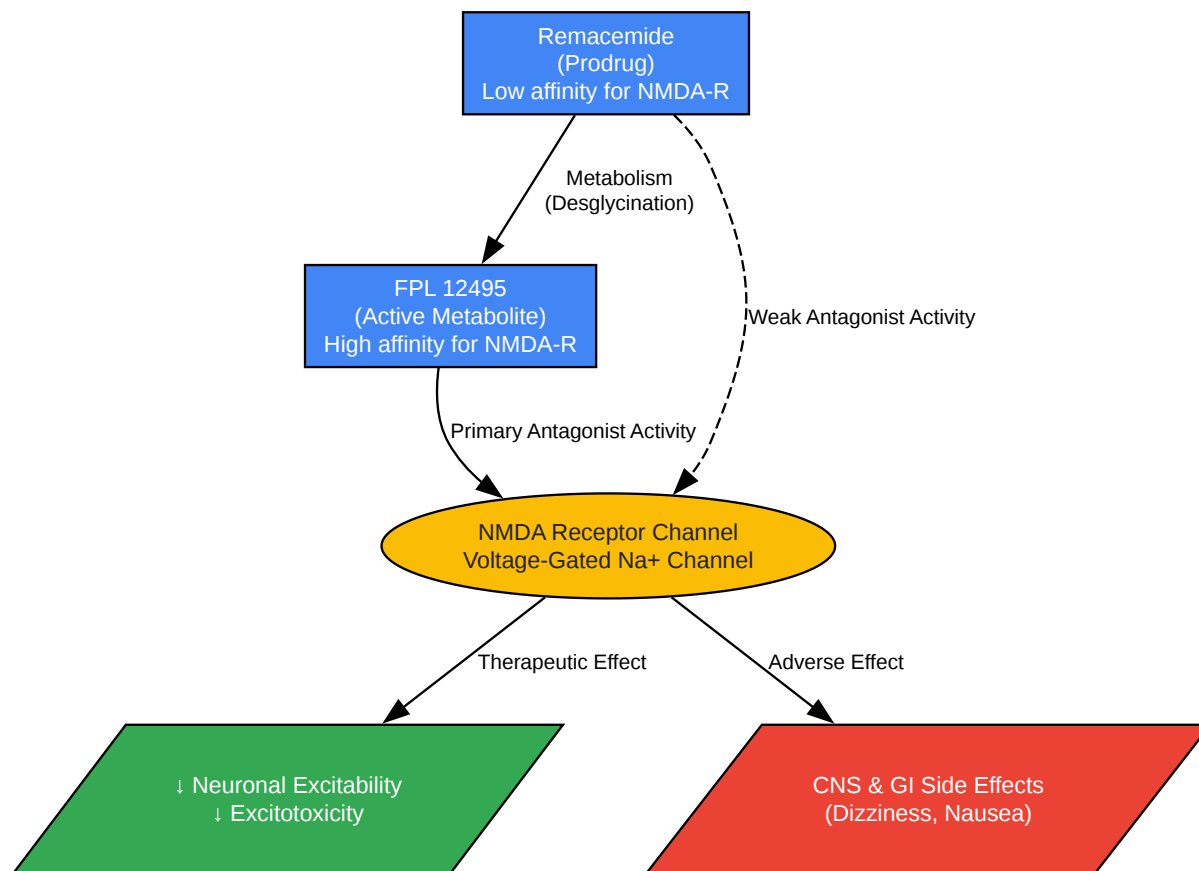 Remacemide
(Prodrug)
Low affinity for NMDA-R
Metabolism
(Desglycination)
FPL 12495
(Active Metabolite)
High affinity for NMDA-R
Weak Antagonist Activity
Primary Antagonist Activity
NMDA Receptor Channel
Voltage-Gated Na+ Channel
Therapeutic Effect
Adverse Effect
↓ Neuronal Excitability
↓ Excitotoxicity
CNS & GI Side Effects
(Dizziness, Nausea)